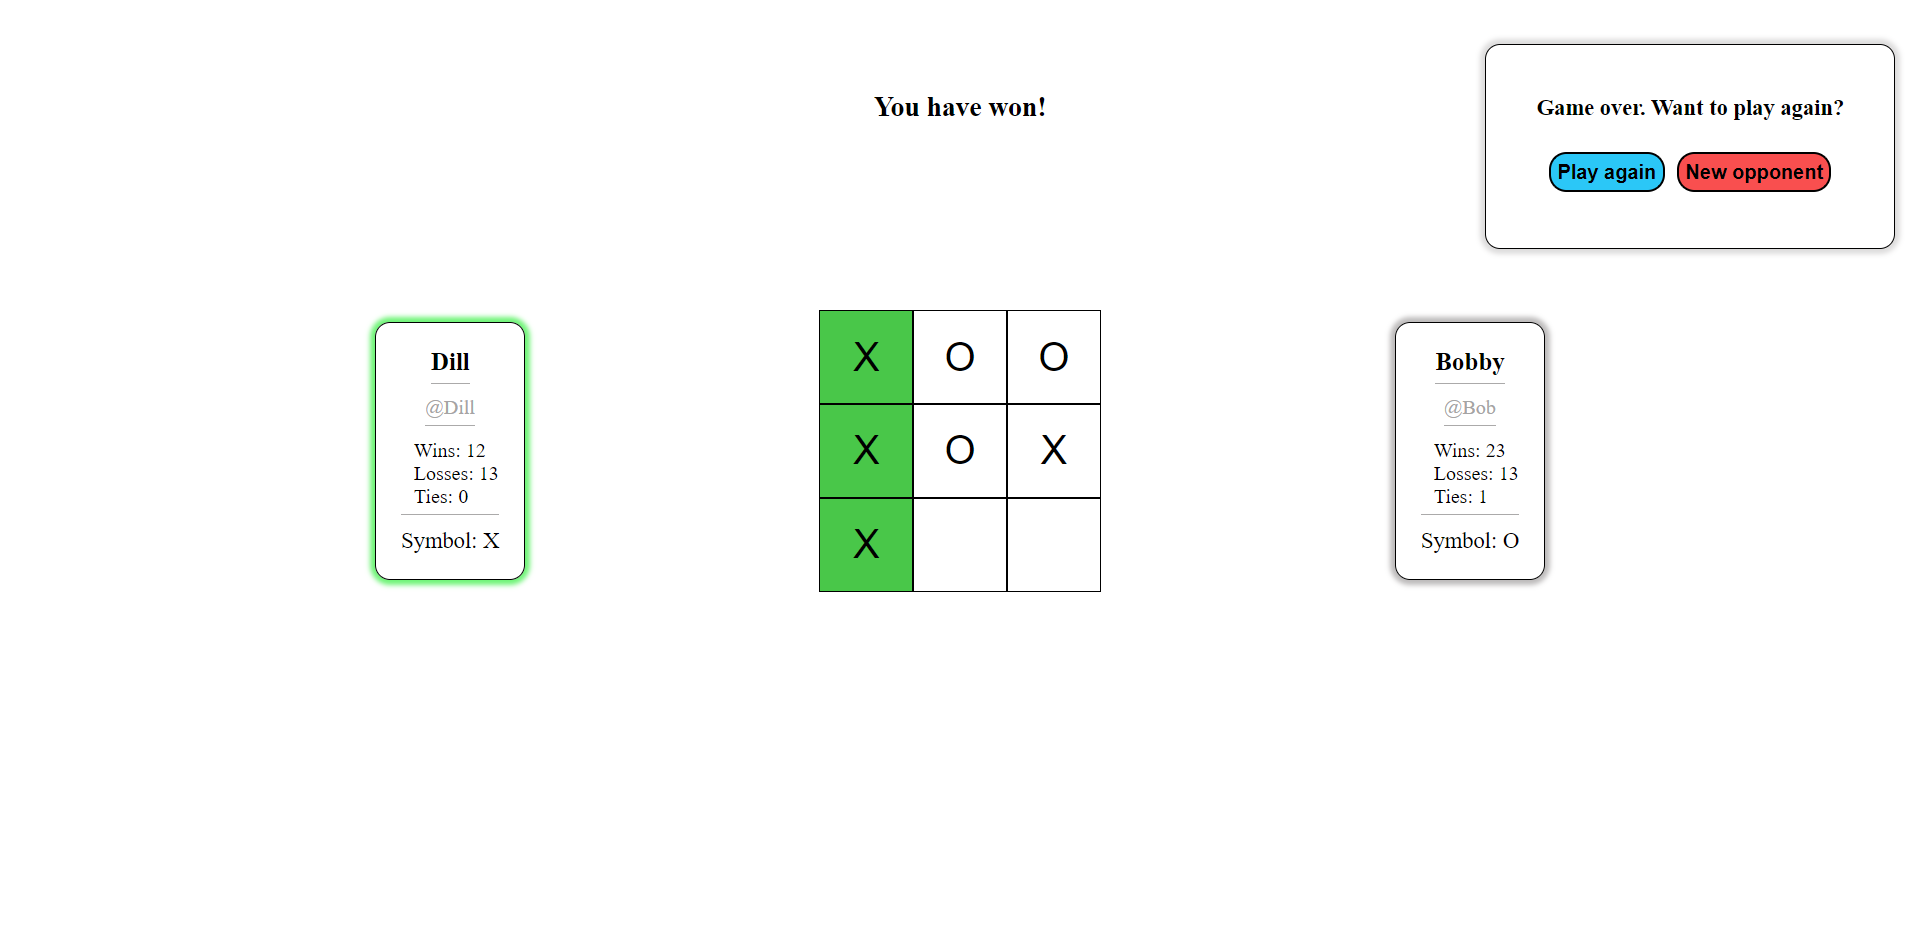 You have won!
Game over. Want to play again?
Play again New opponent
Dill
@Dill
Wins: 12
Losses: 13
Ties: 0
Symbol: X
X O O
X O X
X
Bobby
@Bob
Wins: 23
Losses: 13
Ties: 1
Symbol: O